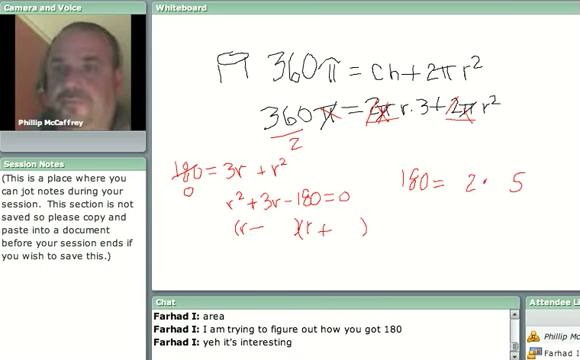 Camera and Voice
Whiteboard
Phillip McCaffrey
Session Notes
(This is a place where you can jot notes during your session. This section is not saved so please copy and paste into a document before your session ends if you wish to save this.)
360π = Ch + 2πr²
360π = 2πr·3 + 2πr²
2
180 = 3r + r²
0
r² + 3r - 180 = 0
(r - )(r + )
180 = 2· 5
Chat
Farhad I: area
Farhad I: I am trying to figure out how you got 180
Farhad I: yeh it's interesting
Attendee Li
Phillip Mc
Farhad I